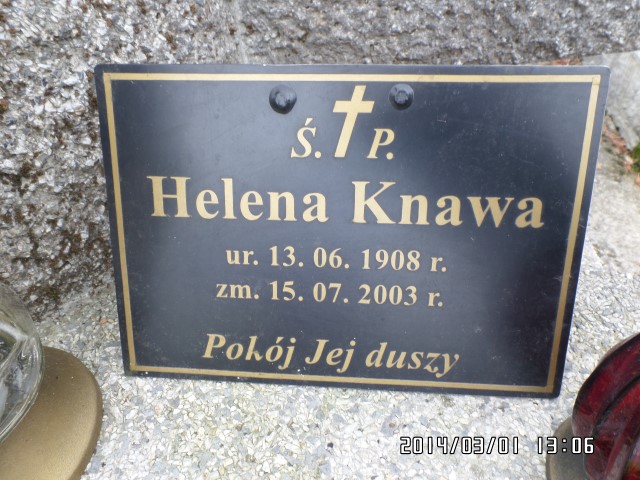 Ś. P.
Helena Knawa
ur. 13. 06. 1908 r.
zm. 15. 07. 2003 r.
Pokój Jej duszy
2014/03/01 13:06